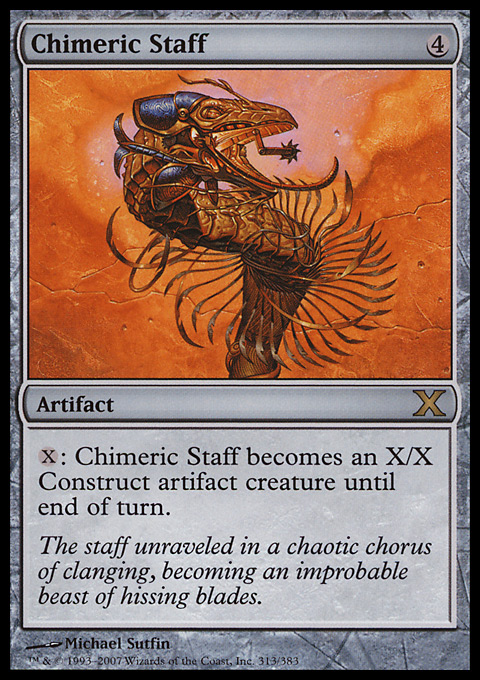 Chimeric Staff 4
Artifact X
X: Chimeric Staff becomes an X/X
Construct artifact creature until
end of turn.
The staff unraveled in a chaotic chorus
of clanging, becoming an improbable
beast of hissing blades.
Michael Sutfin
™ & © 1993–2007 Wizards of the Coast, Inc. 313/383